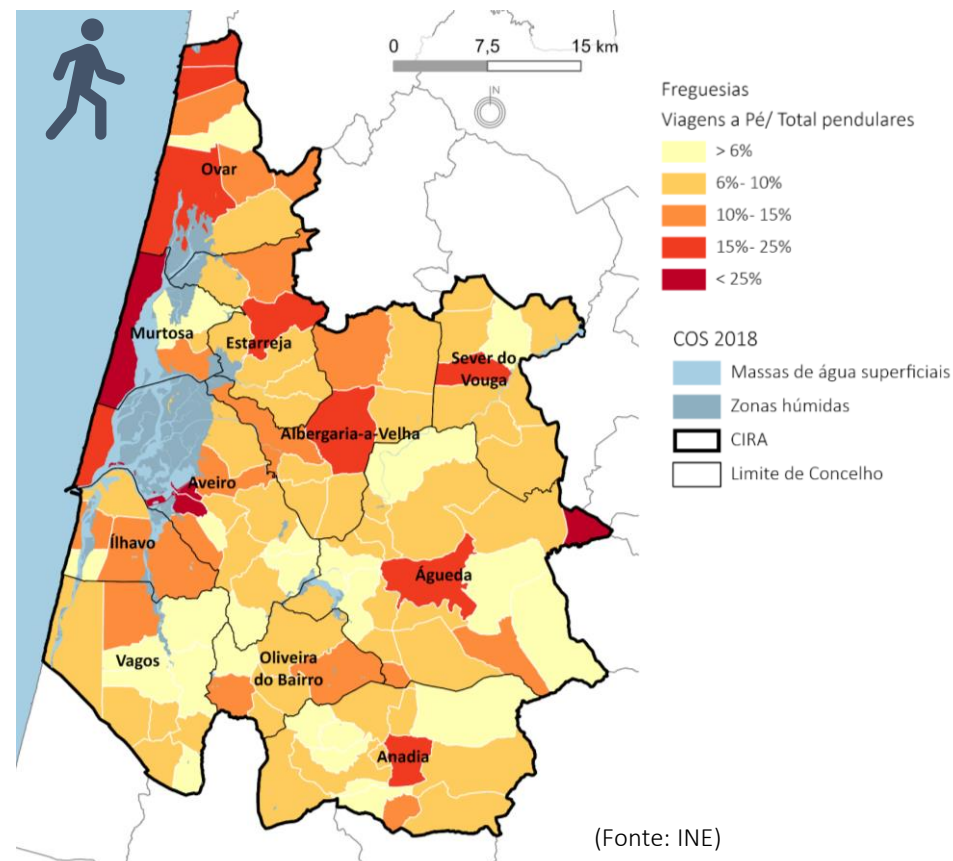 0 7,5 15 km
N
Freguesias
Viagens a Pé/ Total pendulares
> 6%
6%- 10%
10%- 15%
15%- 25%
< 25%
COS 2018
Massas de água superficiais
Zonas húmidas
CIRA
Limite de Concelho
Ovar
Murtosa
Estarreja
Sever do
Vouga
Albergaria-a-Velha
Aveiro
Ílhavo
Águeda
Vagos
Oliveira
do Bairro
Anadia
(Fonte: INE)